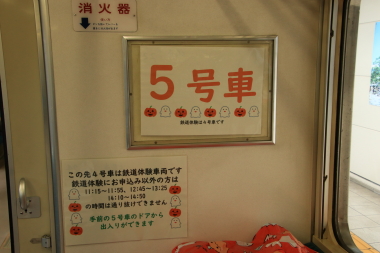 消火器
5号車
鉄道体験は4号車です
この先4号車は鉄道体験車両です
鉄道体験にお申込み以外の方は
11:15～11:55、12:45～13:25
14:10～14:50
の時間は通り抜けできません
手前の5号車のドアから
出入りができます